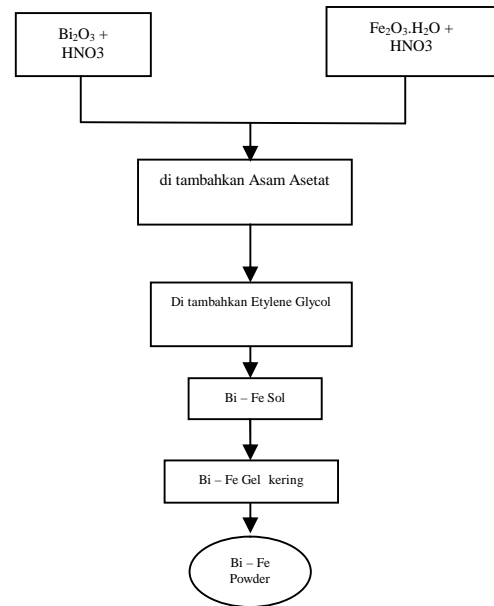 Bi₂O₃ +
HNO3
Fe₂O₃.H₂O +
HNO3
di tambahkan Asam Asetat
Di tambahkan Etylene Glycol
Bi – Fe Sol
Bi – Fe Gel kering
Bi – Fe
Powder